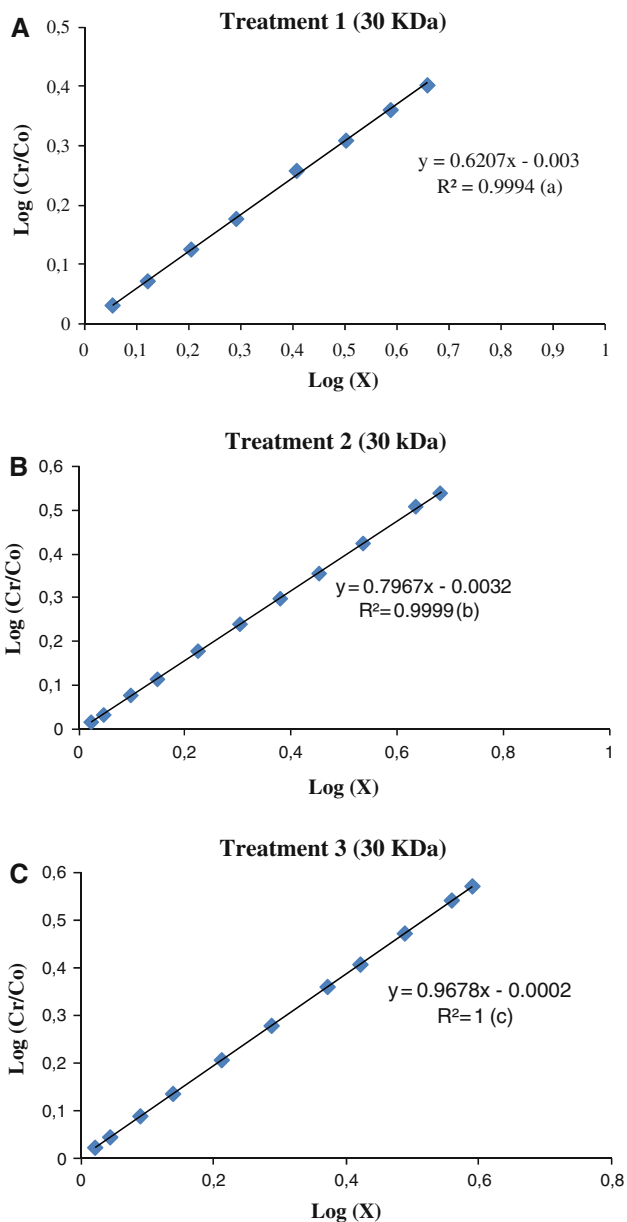 A
Treatment 1 (30 KDa)
0,5
0,4
0,3
0,2
0,1
0
Log (Cr/Co)
y = 0.6207x - 0.003
R² = 0.9994 (a)
0 0,1 0,2 0,3 0,4 0,5 0,6 0,7 0,8 0,9 1
Log (X)
B
Treatment 2 (30 kDa)
0,6
0,5
0,4
0,3
0,2
0,1
0
Log (Cr/Co)
y = 0.7967x - 0.0032
R²=0.9999 (b)
0 0,2 0,4 0,6 0,8 1
Log (X)
C
Treatment 3 (30 KDa)
0,6
0,5
0,4
0,3
0,2
0,1
0
Log (Cr/Co)
y = 0.9678x - 0.0002
R²= 1 (c)
0 0,2 0,4 0,6 0,8
Log (X)